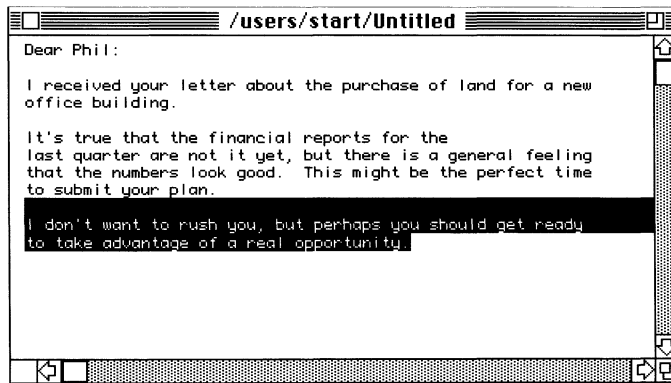 /users/start/Untitled
Dear Phil:
I received your letter about the purchase of land for a new
office building.
It's true that the financial reports for the
last quarter are not it yet, but there is a general feeling
that the numbers look good.  This might be the perfect time
to submit your plan.
I don't want to rush you, but perhaps you should get ready
to take advantage of a real opportunity.